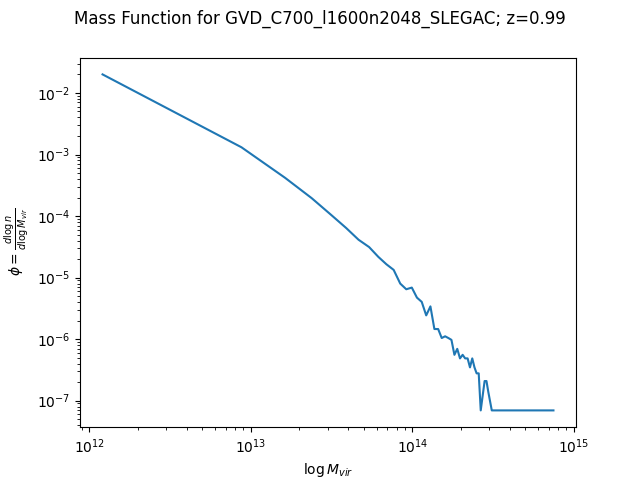 Mass Function for GVD_C700_l1600n2048_SLEGAC; z=0.99
10⁻²
10⁻³
10⁻⁴
10⁻⁵
10⁻⁶
10⁻⁷
ϕ = d log n / d log M_vir
10¹² 10¹³ 10¹⁴ 10¹⁵
log M_vir